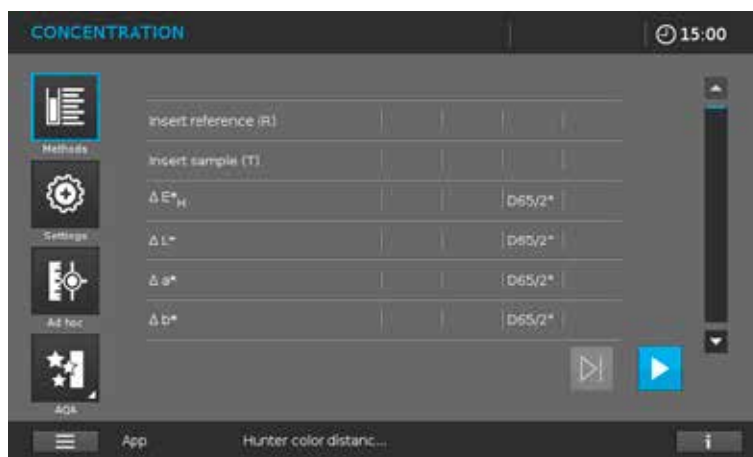 CONCENTRATION 15:00
Methods
Settings
Ad hoc
AQA
Insert reference (R)
Insert sample (T)
Δ E*H D65/2°
Δ L* D65/2°
Δ a* D65/2°
Δ b* D65/2°
App Hunter color distanc... i